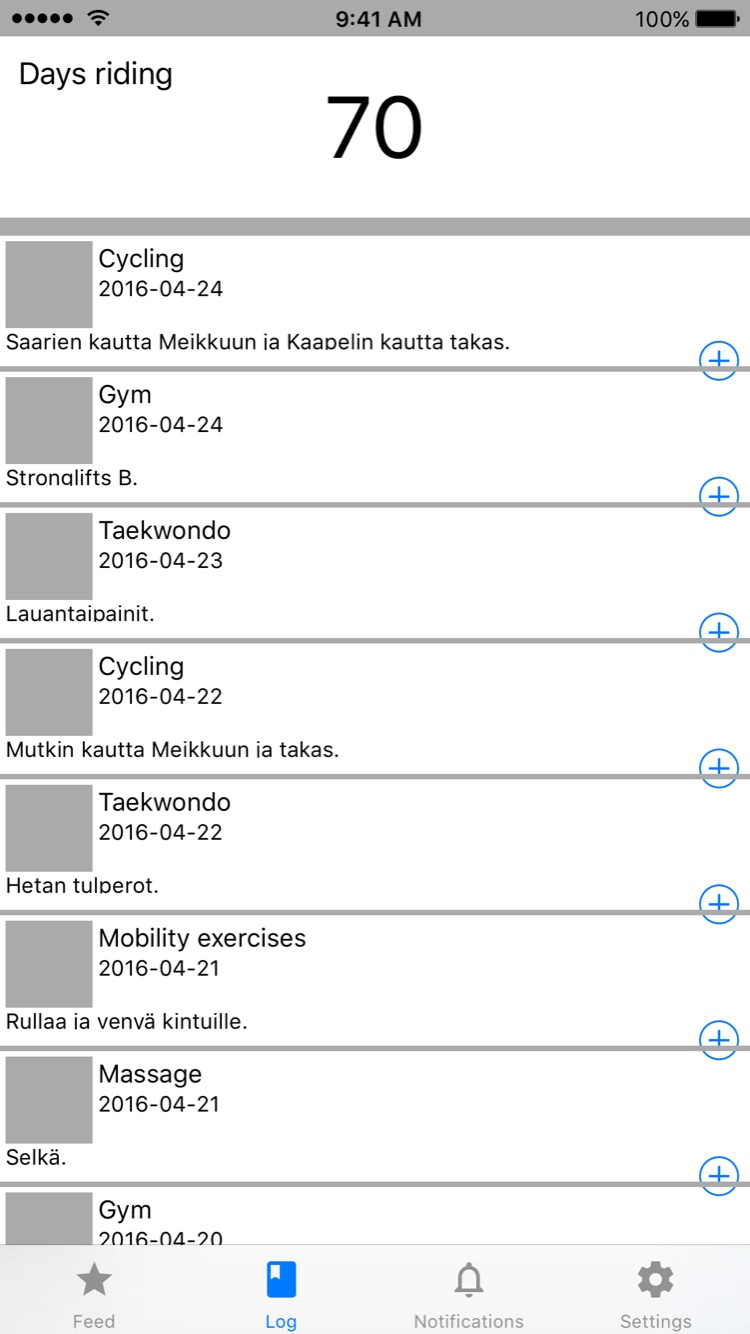 9:41 AM
100%
Days riding
70
Cycling
2016-04-24
Saarien kautta Meikkuun ja Kaapelin kautta takas.
Gym
2016-04-24
Stronglifts B.
Taekwondo
2016-04-23
Lauantaipainit.
Cycling
2016-04-22
Mutkin kautta Meikkuun ja takas.
Taekwondo
2016-04-22
Hetan tulperot.
Mobility exercises
2016-04-21
Rullaa ja venyä kintuille.
Massage
2016-04-21
Selkä.
Gym
2016-04-20
Feed
Log
Notifications
Settings